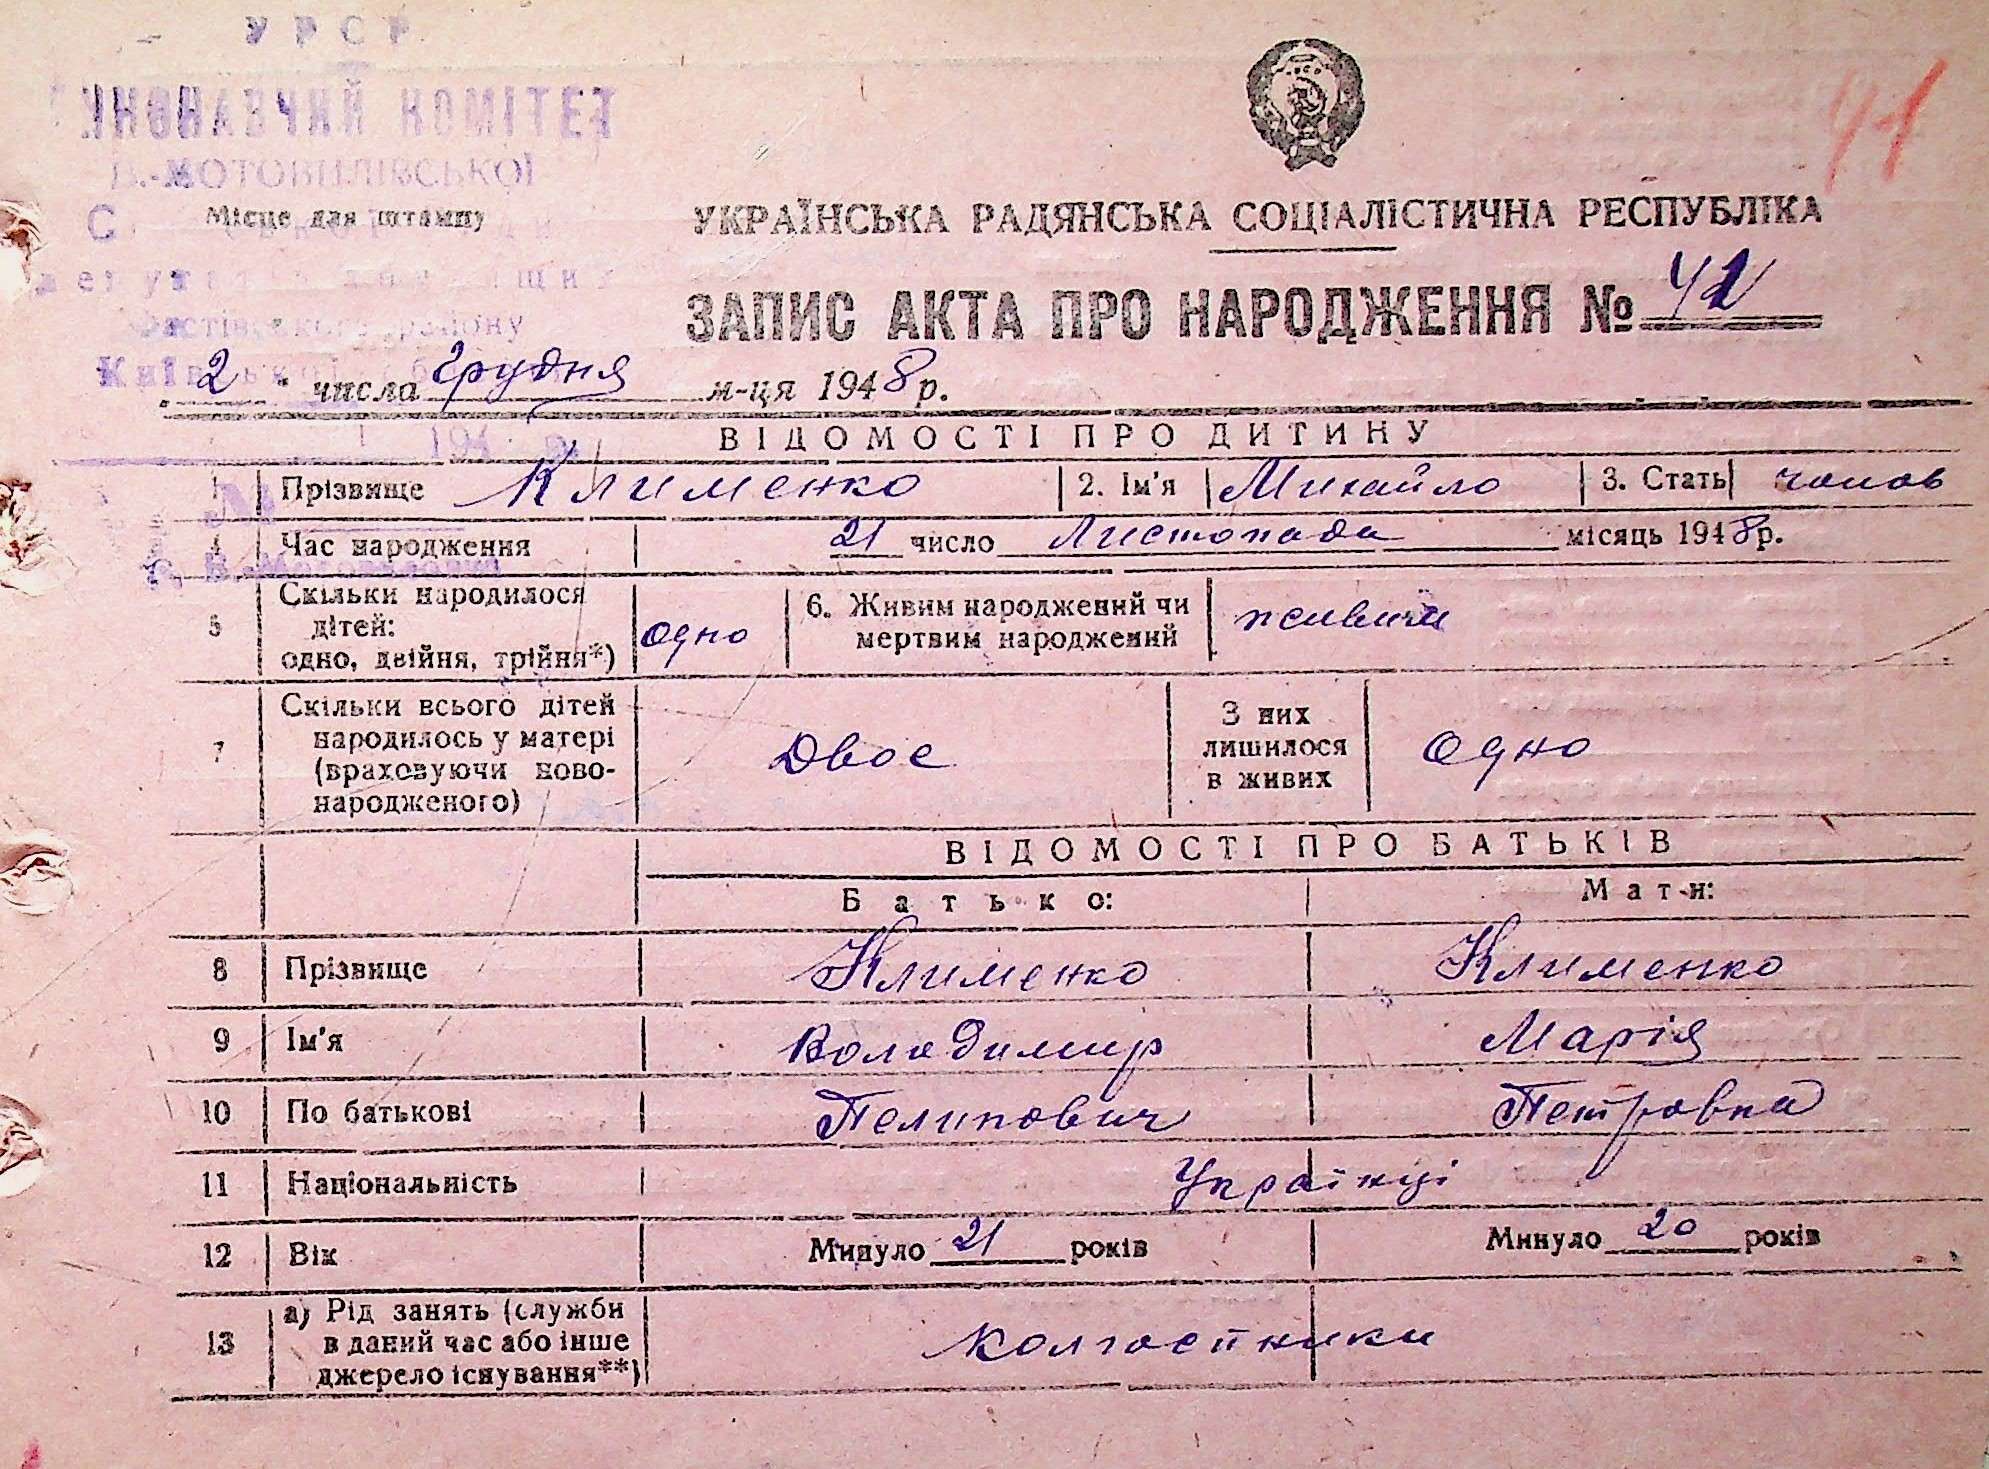 УРСР
КОМІТЕТ
В.-МОТОВИЛІВСЬКОЇ
Місце для штампу
Фастівського району
41
УКРАЇНСЬКА РАДЯНСЬКА СОЦІАЛІСТИЧНА РЕСПУБЛІКА
ЗАПИС АКТА ПРО НАРОДЖЕННЯ №
2 числа грудня м-ця 1948 р.
ВІДОМОСТІ ПРО ДИТИНУ
1 Прізвище Клименко 2. Ім'я Михайло 3. Стать чолов
4 Час народження 21 число Листопада місяць 1948 р.
В.-Мотовилівка
5 Скільки народилося дітей: одно, двійня, трійня*) одно 6. Живим народжений чи мертвим народжений живим
7 Скільки всього дітей народилось у матері (враховуючи новонародженого) Двоє З них лишилося в живих Одно
ВІДОМОСТІ ПРО БАТЬКІВ
Батько: Мати:
8 Прізвище Клименко Клименко
9 Ім'я Володимир Марія
10 По батькові Пелипович Петровна
11 Національність Українці
12 Вік Минуло 21 років Минуло 20 років
13 а) Рід занять (служби в даний час або інше джерело існування**) колгоспники